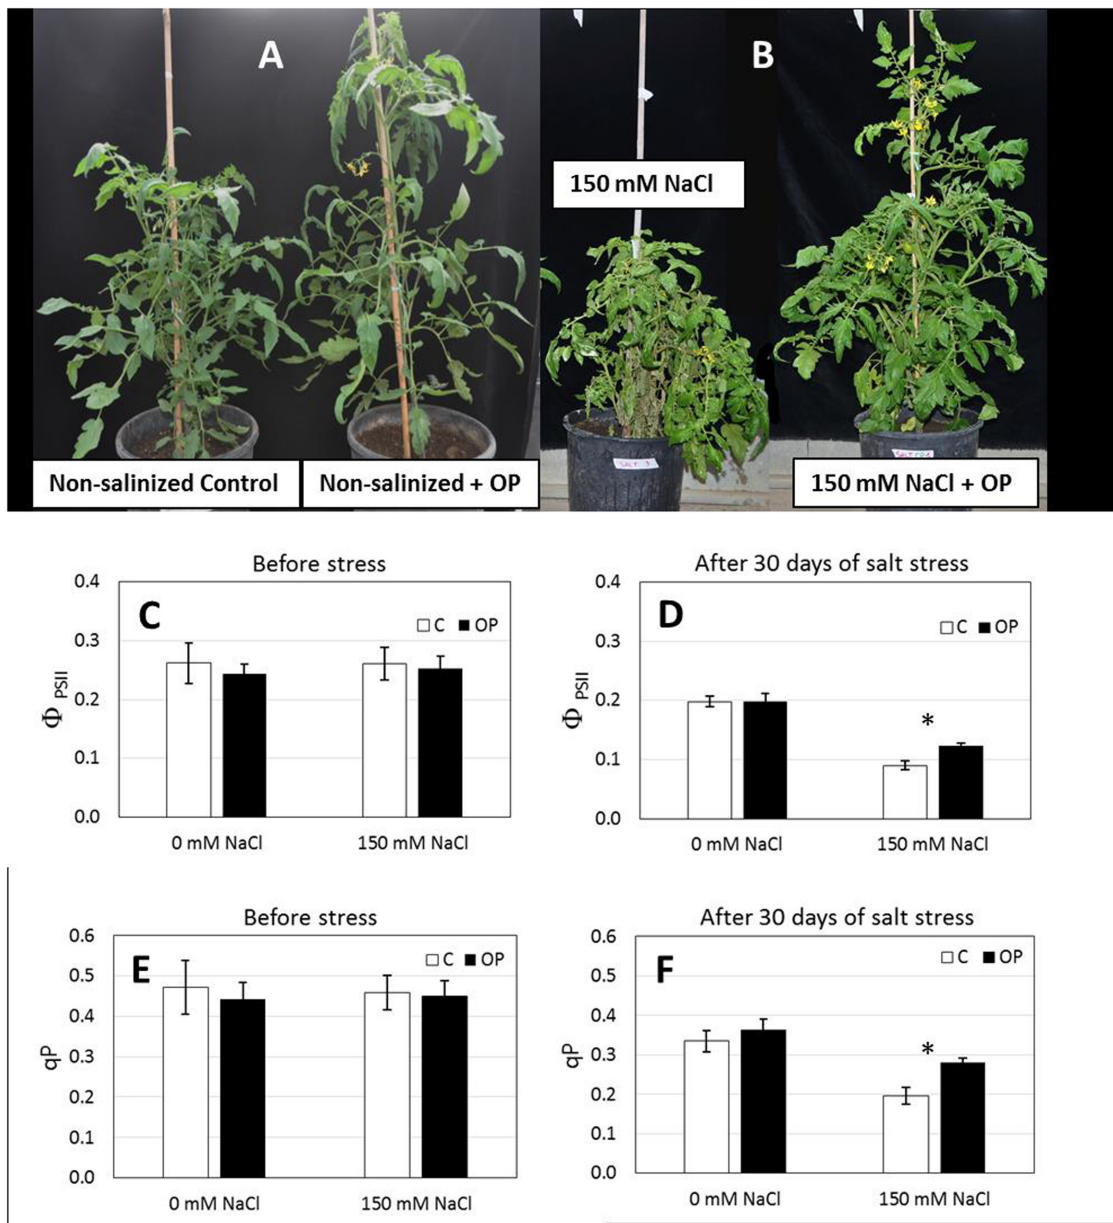 A
B
150 mM NaCl
Non-salinized Control
Non-salinized + OP
SALT 1
150 mM NaCl + OP
Before stress
C
C OP
0.4
0.3
0.2
0.1
0.0
Φ PSII
0 mM NaCl
150 mM NaCl
After 30 days of salt stress
D
C OP
0.4
0.3
0.2
0.1
0.0
Φ PSII
*
0 mM NaCl
150 mM NaCl
Before stress
E
C OP
0.6
0.5
0.4
0.3
0.2
0.1
0.0
qP
0 mM NaCl
150 mM NaCl
After 30 days of salt stress
F
C OP
0.6
0.5
0.4
0.3
0.2
0.1
0.0
qP
*
0 mM NaCl
150 mM NaCl